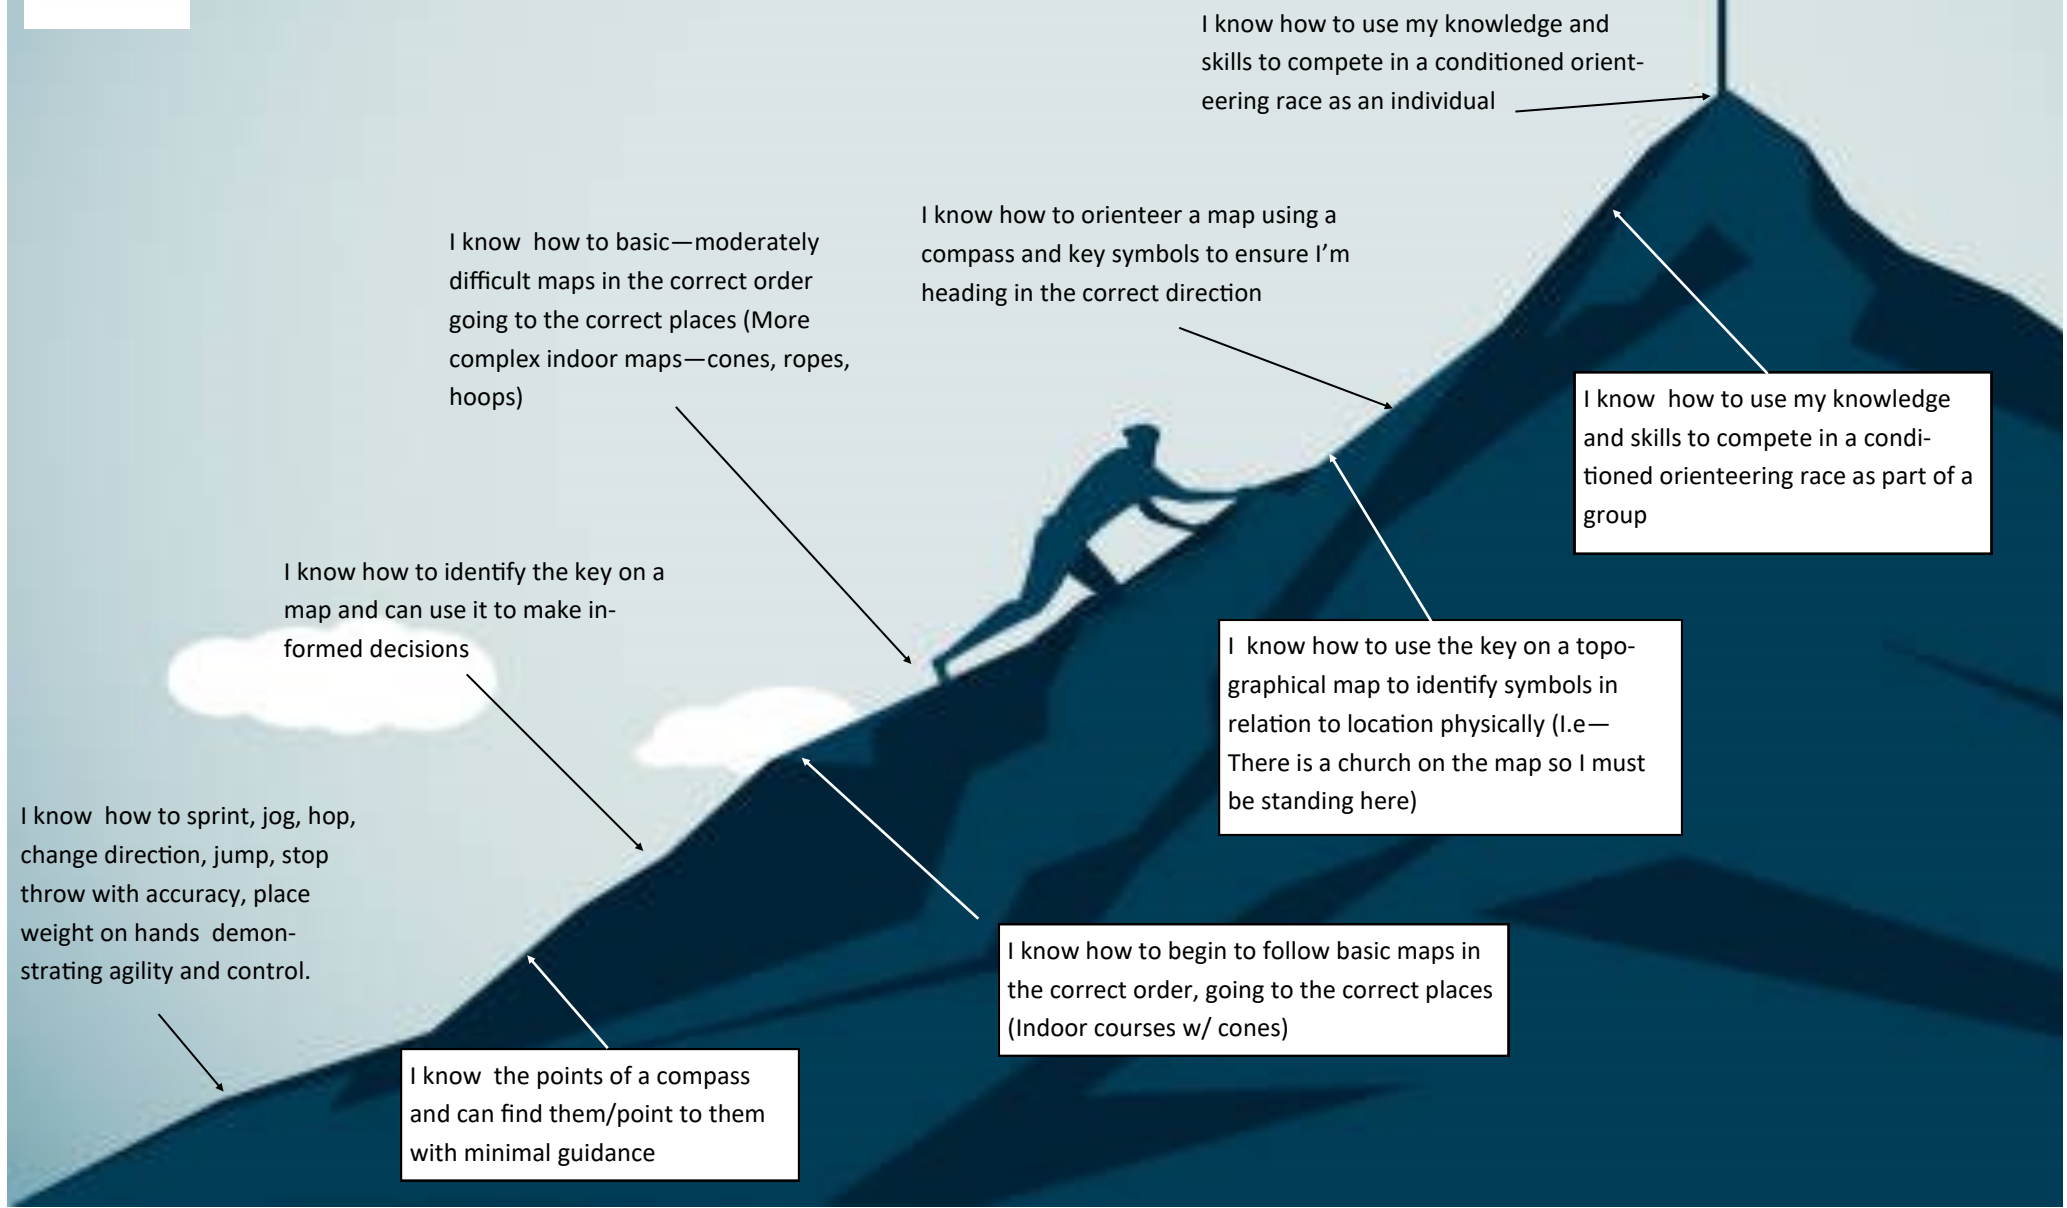 I know how to use my knowledge and
skills to compete in a conditioned orient-
eering race as an individual
I know how to orienteer a map using a
compass and key symbols to ensure I’m
heading in the correct direction
I know  how to basic—moderately
difficult maps in the correct order
going to the correct places (More
complex indoor maps—cones, ropes,
hoops)
I know  how to use my knowledge
and skills to compete in a condi-
tioned orienteering race as part of a
group
I know how to identify the key on a
map and can use it to make in-
formed decisions
I  know how to use the key on a topo-
graphical map to identify symbols in
relation to location physically (I.e—
There is a church on the map so I must
be standing here)
I know  how to sprint, jog, hop,
change direction, jump, stop
throw with accuracy, place
weight on hands  demon-
strating agility and control.
I know how to begin to follow basic maps in
the correct order, going to the correct places
(Indoor courses w/ cones)
I know  the points of a compass
and can find them/point to them
with minimal guidance